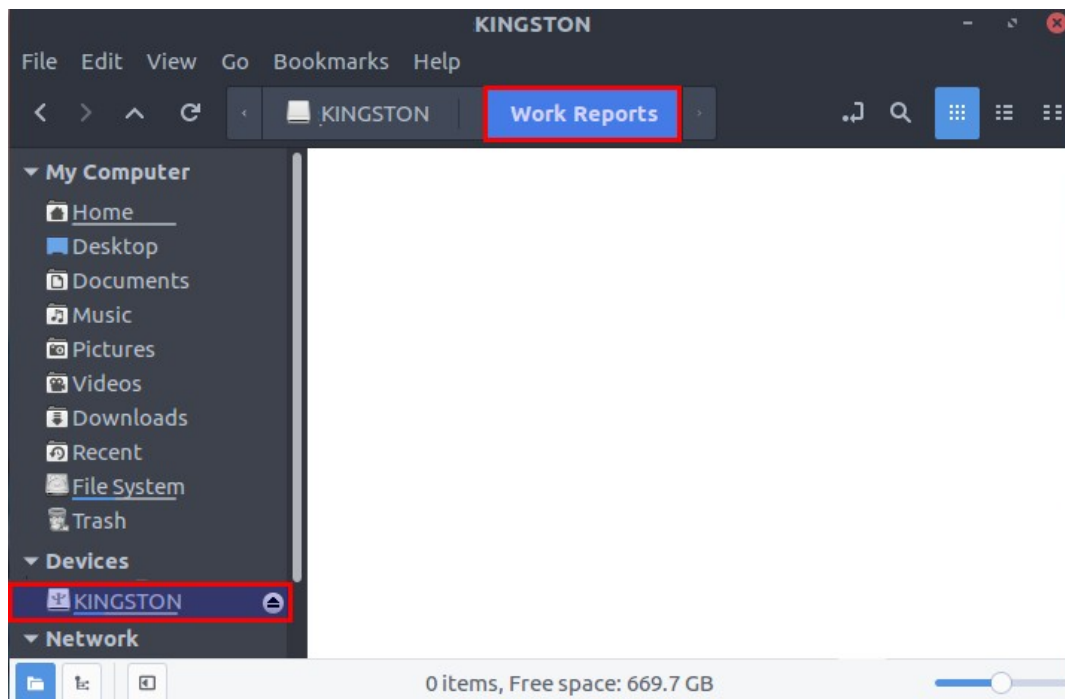 KINGSTON
File Edit View Go Bookmarks Help
KINGSTON Work Reports
My Computer
Home
Desktop
Documents
Music
Pictures
Videos
Downloads
Recent
File System
Trash
Devices
KINGSTON
Network
0 items, Free space: 669.7 GB